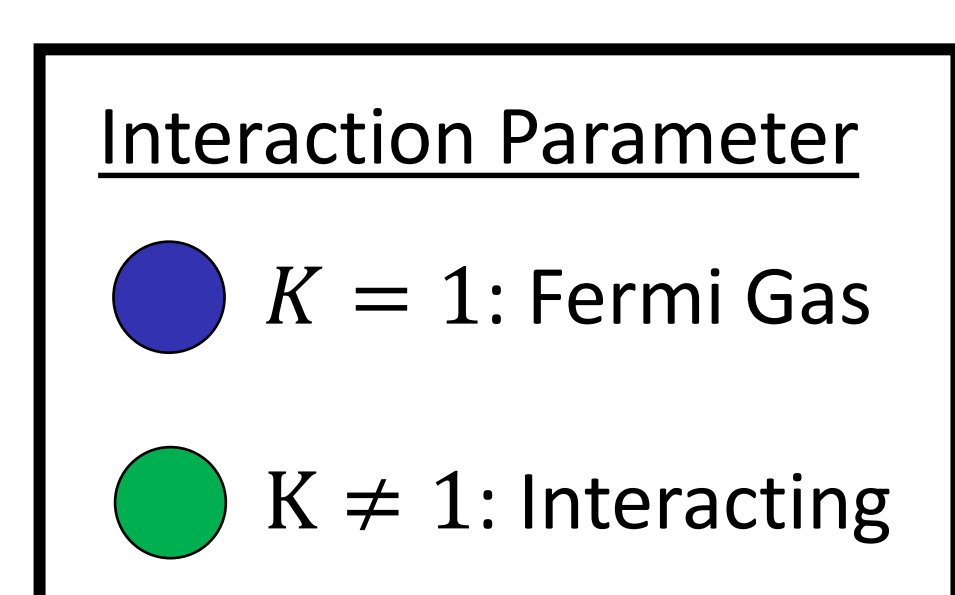 Interaction Parameter
K = 1: Fermi Gas
K ≠ 1: Interacting